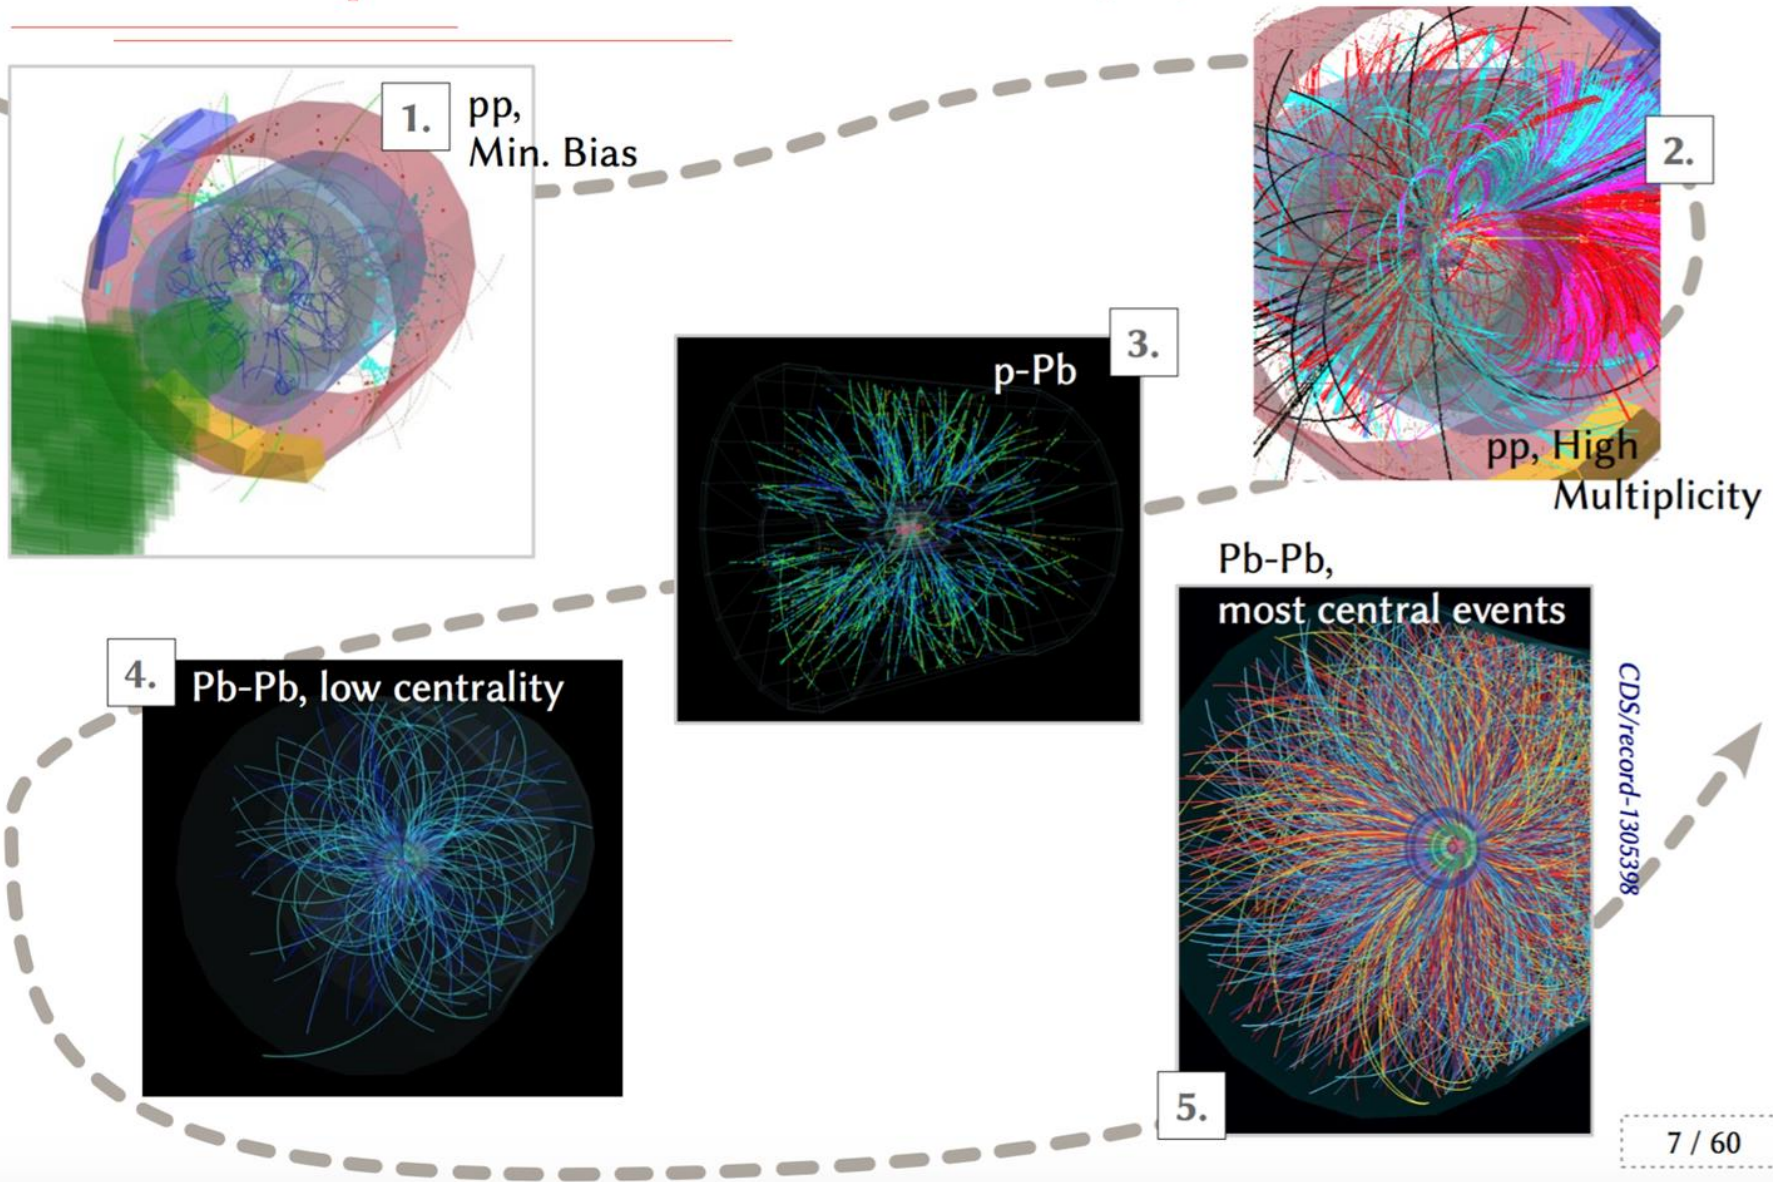 1.
pp,
Min. Bias
2.
pp, High
Multiplicity
3.
p-Pb
4.
Pb-Pb, low centrality
Pb-Pb,
most central events
5.
CDS/record-1305398
7 / 60